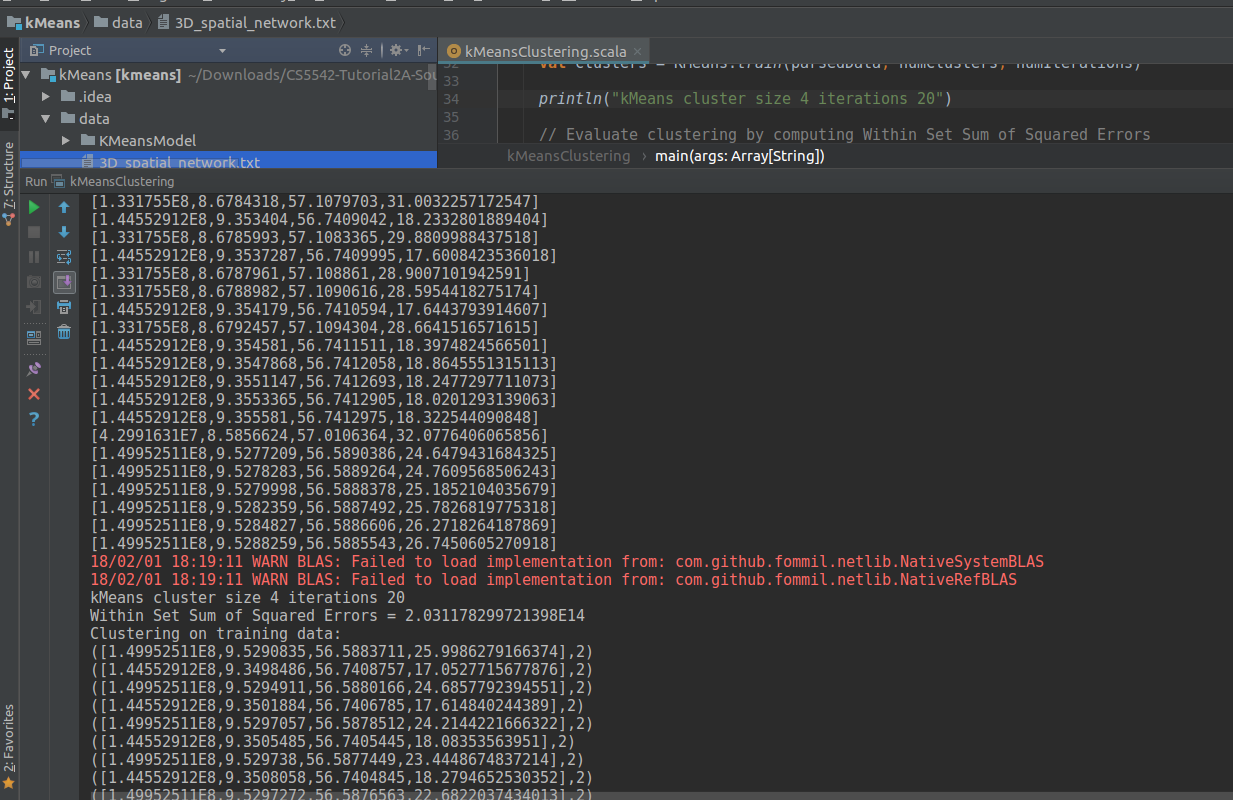 kMeans data 3D_spatial_network.txt
Project
kMeansClustering.scala
kMeans [kmeans] ~/Downloads/CS5542-Tutorial2A-Sou
.idea
data
KMeansModel
3D_spatial_network.txt
32 val clusters = KMeans.train(parsedData, numClusters, numIterations)
33
34 println("kMeans cluster size 4 iterations 20")
35
36 // Evaluate clustering by computing Within Set Sum of Squared Errors
kMeansClustering › main(args: Array[String])
1: Project
7: Structure
2: Favorites
Run kMeansClustering
[1.331755E8,8.6784318,57.1079703,31.0032257172547]
[1.44552912E8,9.353404,56.7409042,18.2332801889404]
[1.331755E8,8.6785993,57.1083365,29.8809988437518]
[1.44552912E8,9.3537287,56.7409995,17.6008423536018]
[1.331755E8,8.6787961,57.108861,28.9007101942591]
[1.331755E8,8.6788982,57.1090616,28.5954418275174]
[1.44552912E8,9.354179,56.7410594,17.6443793914607]
[1.331755E8,8.6792457,57.1094304,28.6641516571615]
[1.44552912E8,9.354581,56.7411511,18.3974824566501]
[1.44552912E8,9.3547868,56.7412058,18.8645551315113]
[1.44552912E8,9.3551147,56.7412693,18.2477297711073]
[1.44552912E8,9.3553365,56.7412905,18.0201293139063]
[1.44552912E8,9.355581,56.7412975,18.322544090848]
[4.2991631E7,8.5856624,57.0106364,32.0776406065856]
[1.49952511E8,9.5277209,56.5890386,24.6479431684325]
[1.49952511E8,9.5278283,56.5889264,24.7609568506243]
[1.49952511E8,9.5279998,56.5888378,25.1852104035679]
[1.49952511E8,9.5282359,56.5887492,25.7826819775318]
[1.49952511E8,9.5284827,56.5886606,26.2718264187869]
[1.49952511E8,9.5288259,56.5885543,26.7450605270918]
18/02/01 18:19:11 WARN BLAS: Failed to load implementation from: com.github.fommil.netlib.NativeSystemBLAS
18/02/01 18:19:11 WARN BLAS: Failed to load implementation from: com.github.fommil.netlib.NativeRefBLAS
kMeans cluster size 4 iterations 20
Within Set Sum of Squared Errors = 2.031178299721398E14
Clustering on training data:
([1.49952511E8,9.5290835,56.5883711,25.9986279166374],2)
([1.44552912E8,9.3498486,56.7408757,17.0527715677876],2)
([1.49952511E8,9.5294911,56.5880166,24.6857792394551],2)
([1.44552912E8,9.3501884,56.7406785,17.614840244389],2)
([1.49952511E8,9.5297057,56.5878512,24.2144221666322],2)
([1.44552912E8,9.3505485,56.7405445,18.08353563951],2)
([1.49952511E8,9.529738,56.5877449,23.4448674837214],2)
([1.44552912E8,9.3508058,56.7404845,18.2794652530352],2)
([1.49952511E8,9.5297272,56.5876563,22.6822037434013],2)